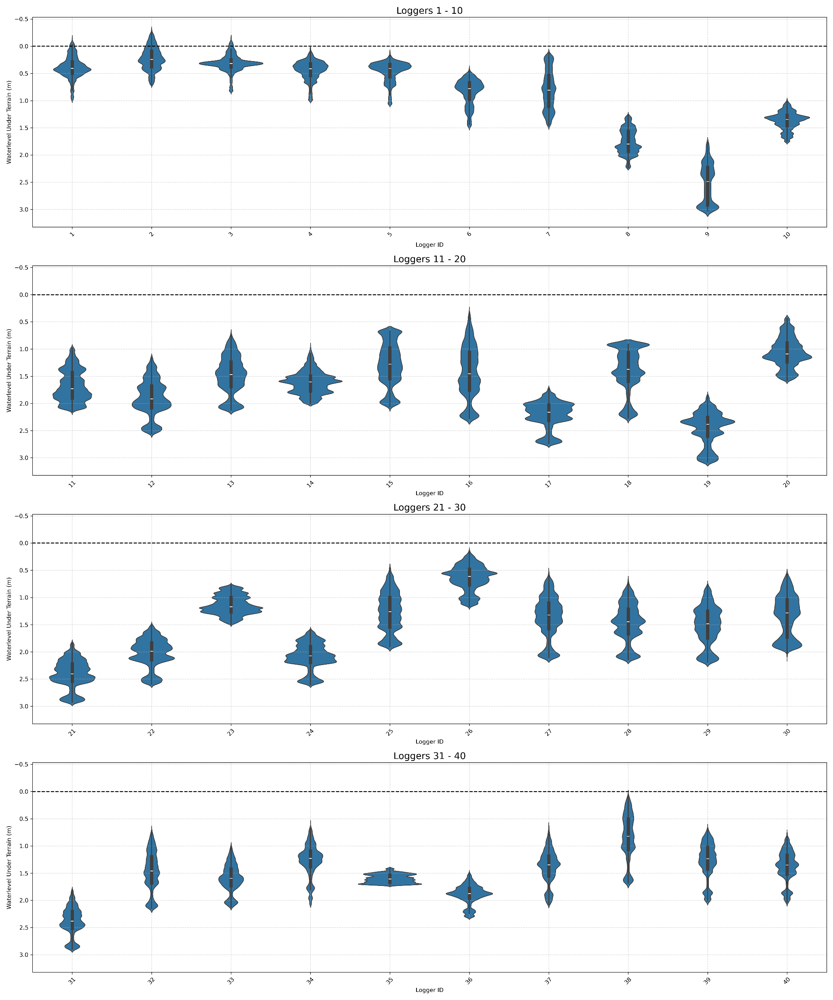 Loggers 1 - 10
Waterlevel Under Terrain (m)
−0.5
0.0
0.5
1.0
1.5
2.0
2.5
3.0
1 2 3 4 5 6 7 8 9 10
Logger ID
Loggers 11 - 20
Waterlevel Under Terrain (m)
−0.5
0.0
0.5
1.0
1.5
2.0
2.5
3.0
11 12 13 14 15 16 17 18 19 20
Logger ID
Loggers 21 - 30
Waterlevel Under Terrain (m)
−0.5
0.0
0.5
1.0
1.5
2.0
2.5
3.0
21 22 23 24 25 26 27 28 29 30
Logger ID
Loggers 31 - 40
Waterlevel Under Terrain (m)
−0.5
0.0
0.5
1.0
1.5
2.0
2.5
3.0
31 32 33 34 35 36 37 38 39 40
Logger ID